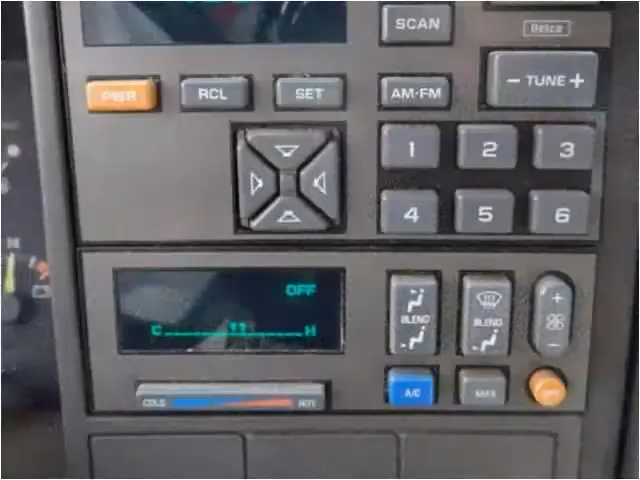 SCAN
Delco
PWR
RCL
SET
AM-FM
- TUNE +
1
2
3
4
5
6
OFF
C H
BLEND
BLEND
+
-
COLD
HOT
A/C
MAX
OFF